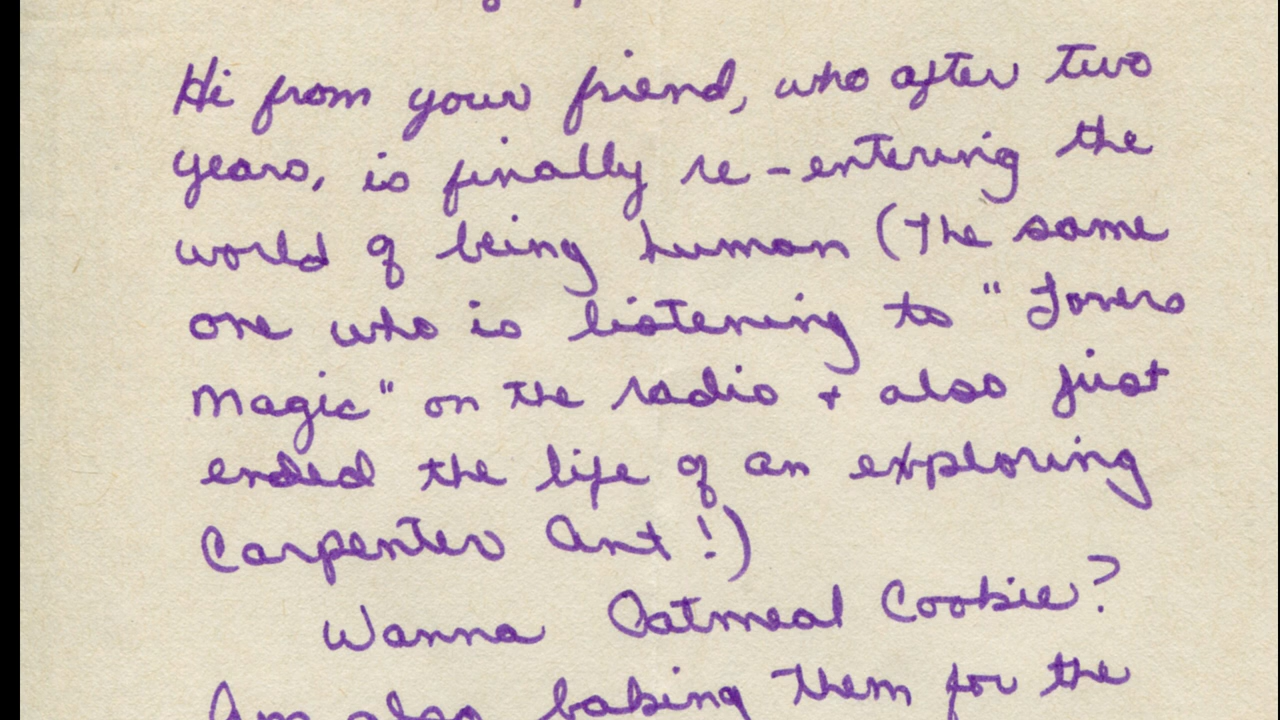 Hi from your friend, who after two
years, is finally re-entering the
world of being human (the same
one who is listening to "Lovers
Magic" on the radio + also just
ended the life of an exploring
Carpenter Ant!)
Wanna Oatmeal Cookie?
Am also baking them for the